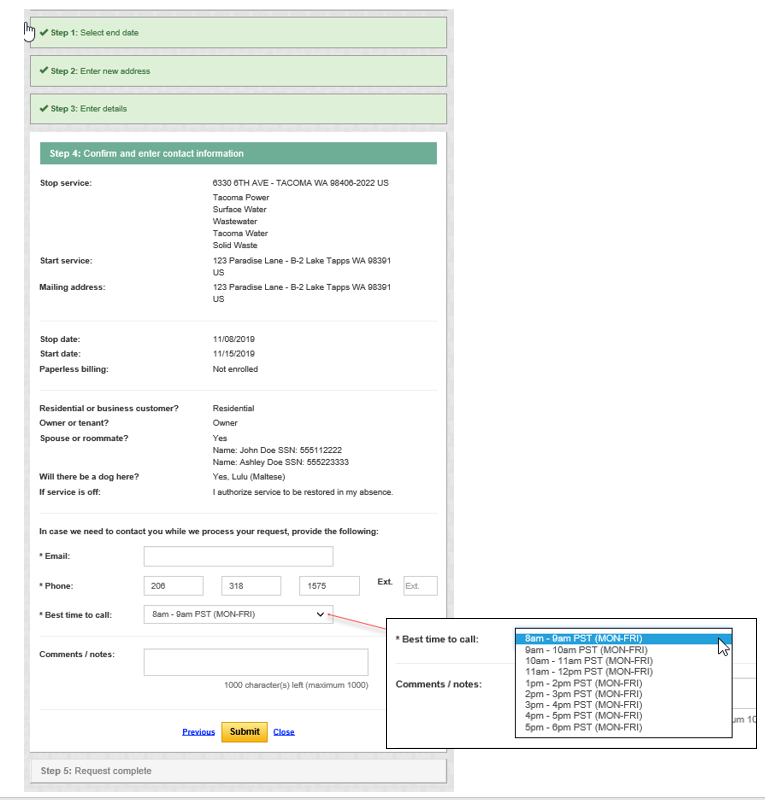 Step 1: Select end date
Step 2: Enter new address
Step 3: Enter details
Step 4: Confirm and enter contact information
Stop service: 6330 6TH AVE - TACOMA WA 98406-2022 US
Tacoma Power
Surface Water
Wastewater
Tacoma Water
Solid Waste
Start service: 123 Paradise Lane - B-2 Lake Tapps WA 98391
US
Mailing address: 123 Paradise Lane - B-2 Lake Tapps WA 98391
US
Stop date: 11/08/2019
Start date: 11/15/2019
Paperless billing: Not enrolled
Residential or business customer? Residential
Owner or tenant? Owner
Spouse or roommate? Yes
Name: John Doe SSN: 555112222
Name: Ashley Doe SSN: 555223333
Will there be a dog here? Yes, Lulu (Maltese)
If service is off: I authorize service to be restored in my absence.
In case we need to contact you while we process your request, provide the following:
* Email:
* Phone: 206 318 1575 Ext. Ext.
* Best time to call: 8am - 9am PST (MON-FRI)
Comments / notes:
1000 character(s) left (maximum 1000)
Previous Submit Close
Step 5: Request complete
* Best time to call: 8am - 9am PST (MON-FRI)
9am - 10am PST (MON-FRI)
10am - 11am PST (MON-FRI)
11am - 12pm PST (MON-FRI)
1pm - 2pm PST (MON-FRI)
2pm - 3pm PST (MON-FRI)
3pm - 4pm PST (MON-FRI)
4pm - 5pm PST (MON-FRI)
5pm - 6pm PST (MON-FRI)
Comments / notes: